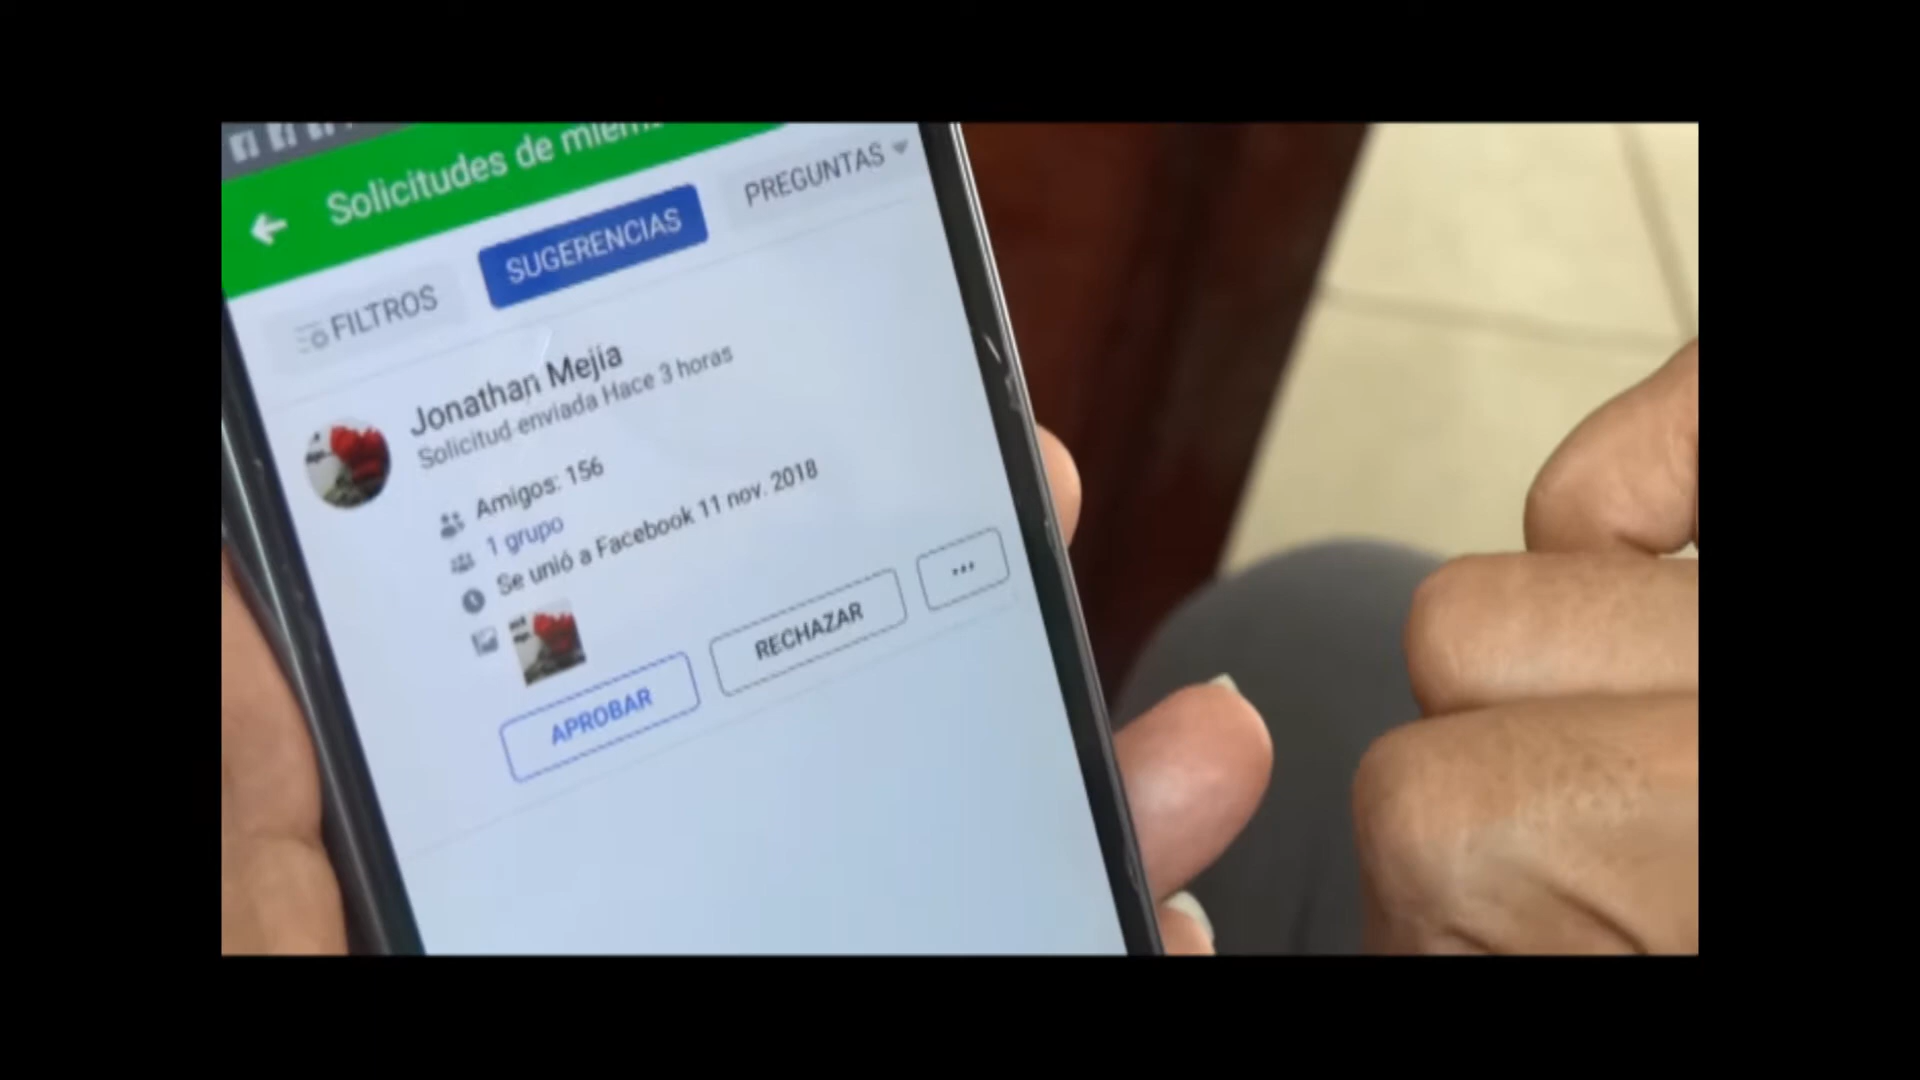 Solicitudes de
FILTROS
SUGERENCIAS
PREGUNTAS
Jonathan Mejía
Solicitud enviada Hace 3 horas
Amigos: 156
1 grupo
Se unió a Facebook 11 nov. 2018
APROBAR
RECHAZAR
...